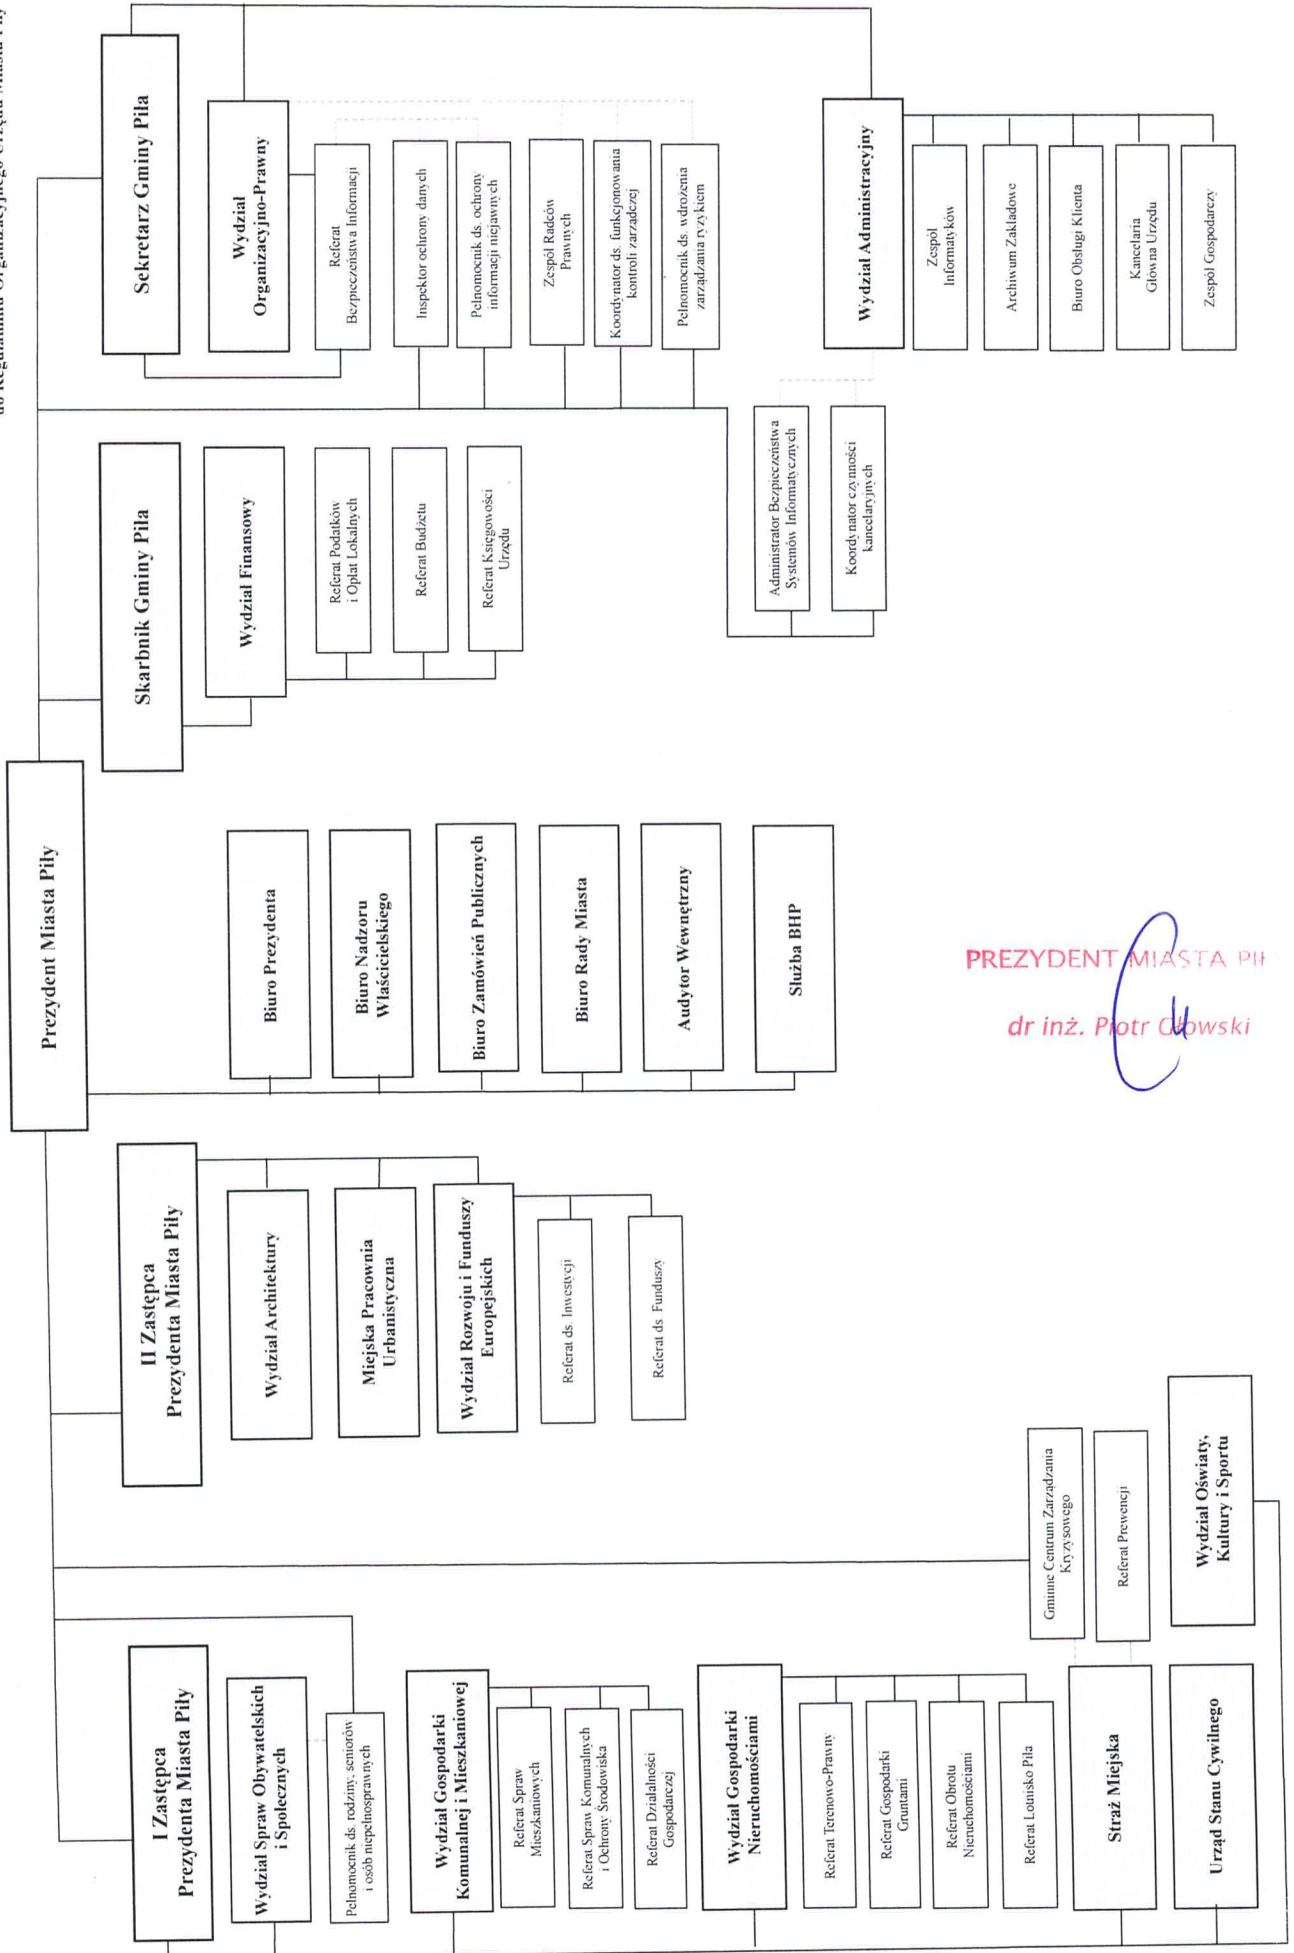 do Regulaminu Organizacyjnego Urzędu Miasta Piły
Prezydent Miasta Piły
I Zastępca
Prezydenta Miasta Piły
Wydział Spraw Obywatelskich
i Społecznych
Pełnomocnik ds. rodziny, seniorów
i osób niepełnosprawnych
Wydział Gospodarki
Komunalnej i Mieszkaniowej
Referat Spraw
Mieszkaniowych
Referat Spraw Komunalnych
i Ochrony Środowiska
Referat Działalności
Gospodarczej
Wydział Gospodarki
Nieruchomościami
Referat Terenowo-Prawny
Referat Gospodarki
Gruntami
Referat Obrotu
Nieruchomościami
Referat Lotnisko Piła
Straż Miejska
Gminne Centrum Zarządzania
Kryzysowego
Referat Prewencji
Urząd Stanu Cywilnego
Wydział Oświaty,
Kultury i Sportu
II Zastępca
Prezydenta Miasta Piły
Wydział Architektury
Miejska Pracownia
Urbanistyczna
Wydział Rozwoju i Funduszy
Europejskich
Referat ds. Inwestycji
Referat ds. Funduszy
Biuro Prezydenta
Biuro Nadzoru
Właścicielskiego
Biuro Zamówień Publicznych
Biuro Rady Miasta
Audytor Wewnętrzny
Służba BHP
Skarbnik Gminy Piła
Wydział Finansowy
Referat Podatków
i Opłat Lokalnych
Referat Budżetu
Referat Księgowości
Urzędu
Sekretarz Gminy Piła
Wydział
Organizacyjno-Prawny
Referat
Bezpieczeństwa Informacji
Inspektor ochrony danych
Pełnomocnik ds. ochrony
informacji niejawnych
Zespół Radców
Prawnych
Koordynator ds. funkcjonowania
kontroli zarządczej
Pełnomocnik ds. wdrożenia
zarządzania ryzykiem
Administrator Bezpieczeństwa
Systemów Informatycznych
Koordynator czynności
kancelaryjnych
Wydział Administracyjny
Zespół
Informatyków
Archiwum Zakładowe
Biuro Obsługi Klienta
Kancelaria
Główna Urzędu
Zespół Gospodarczy
PREZYDENT MIASTA PIŁ
dr inż. Piotr Głowski